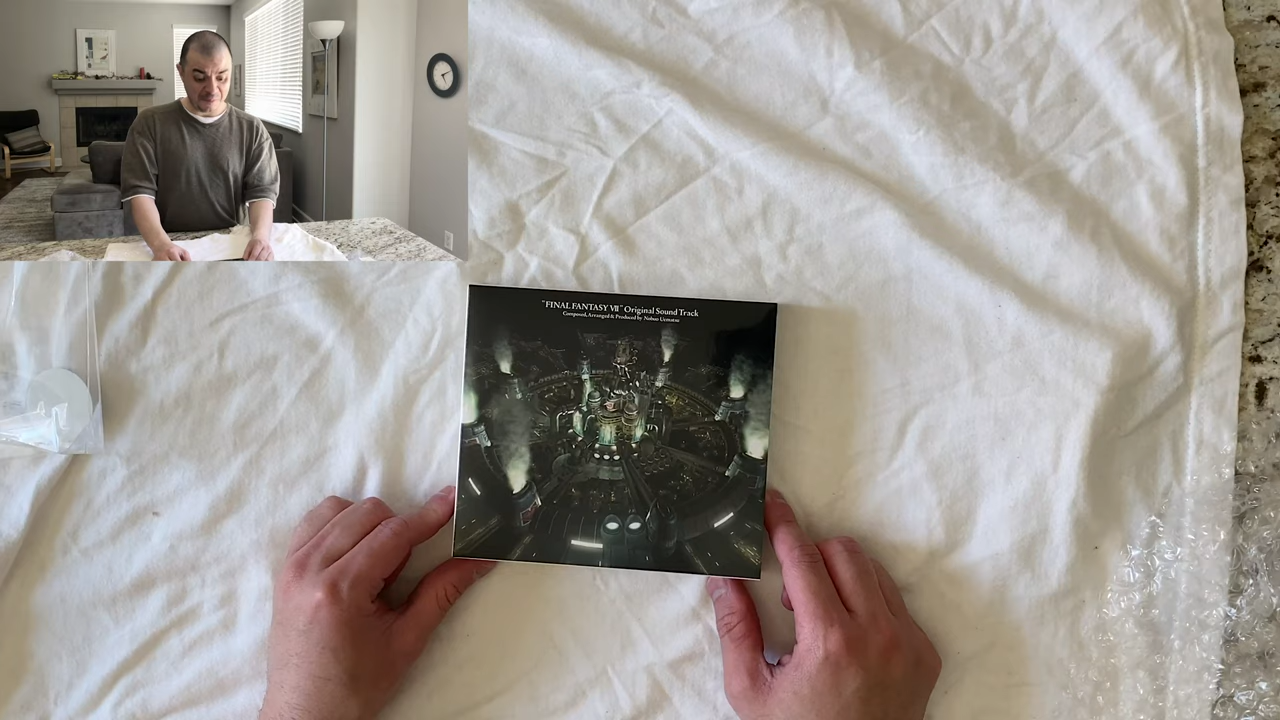 "FINAL FANTASY VII" Original Sound Track
Composed, Arranged & Produced by Nobuo Uematsu